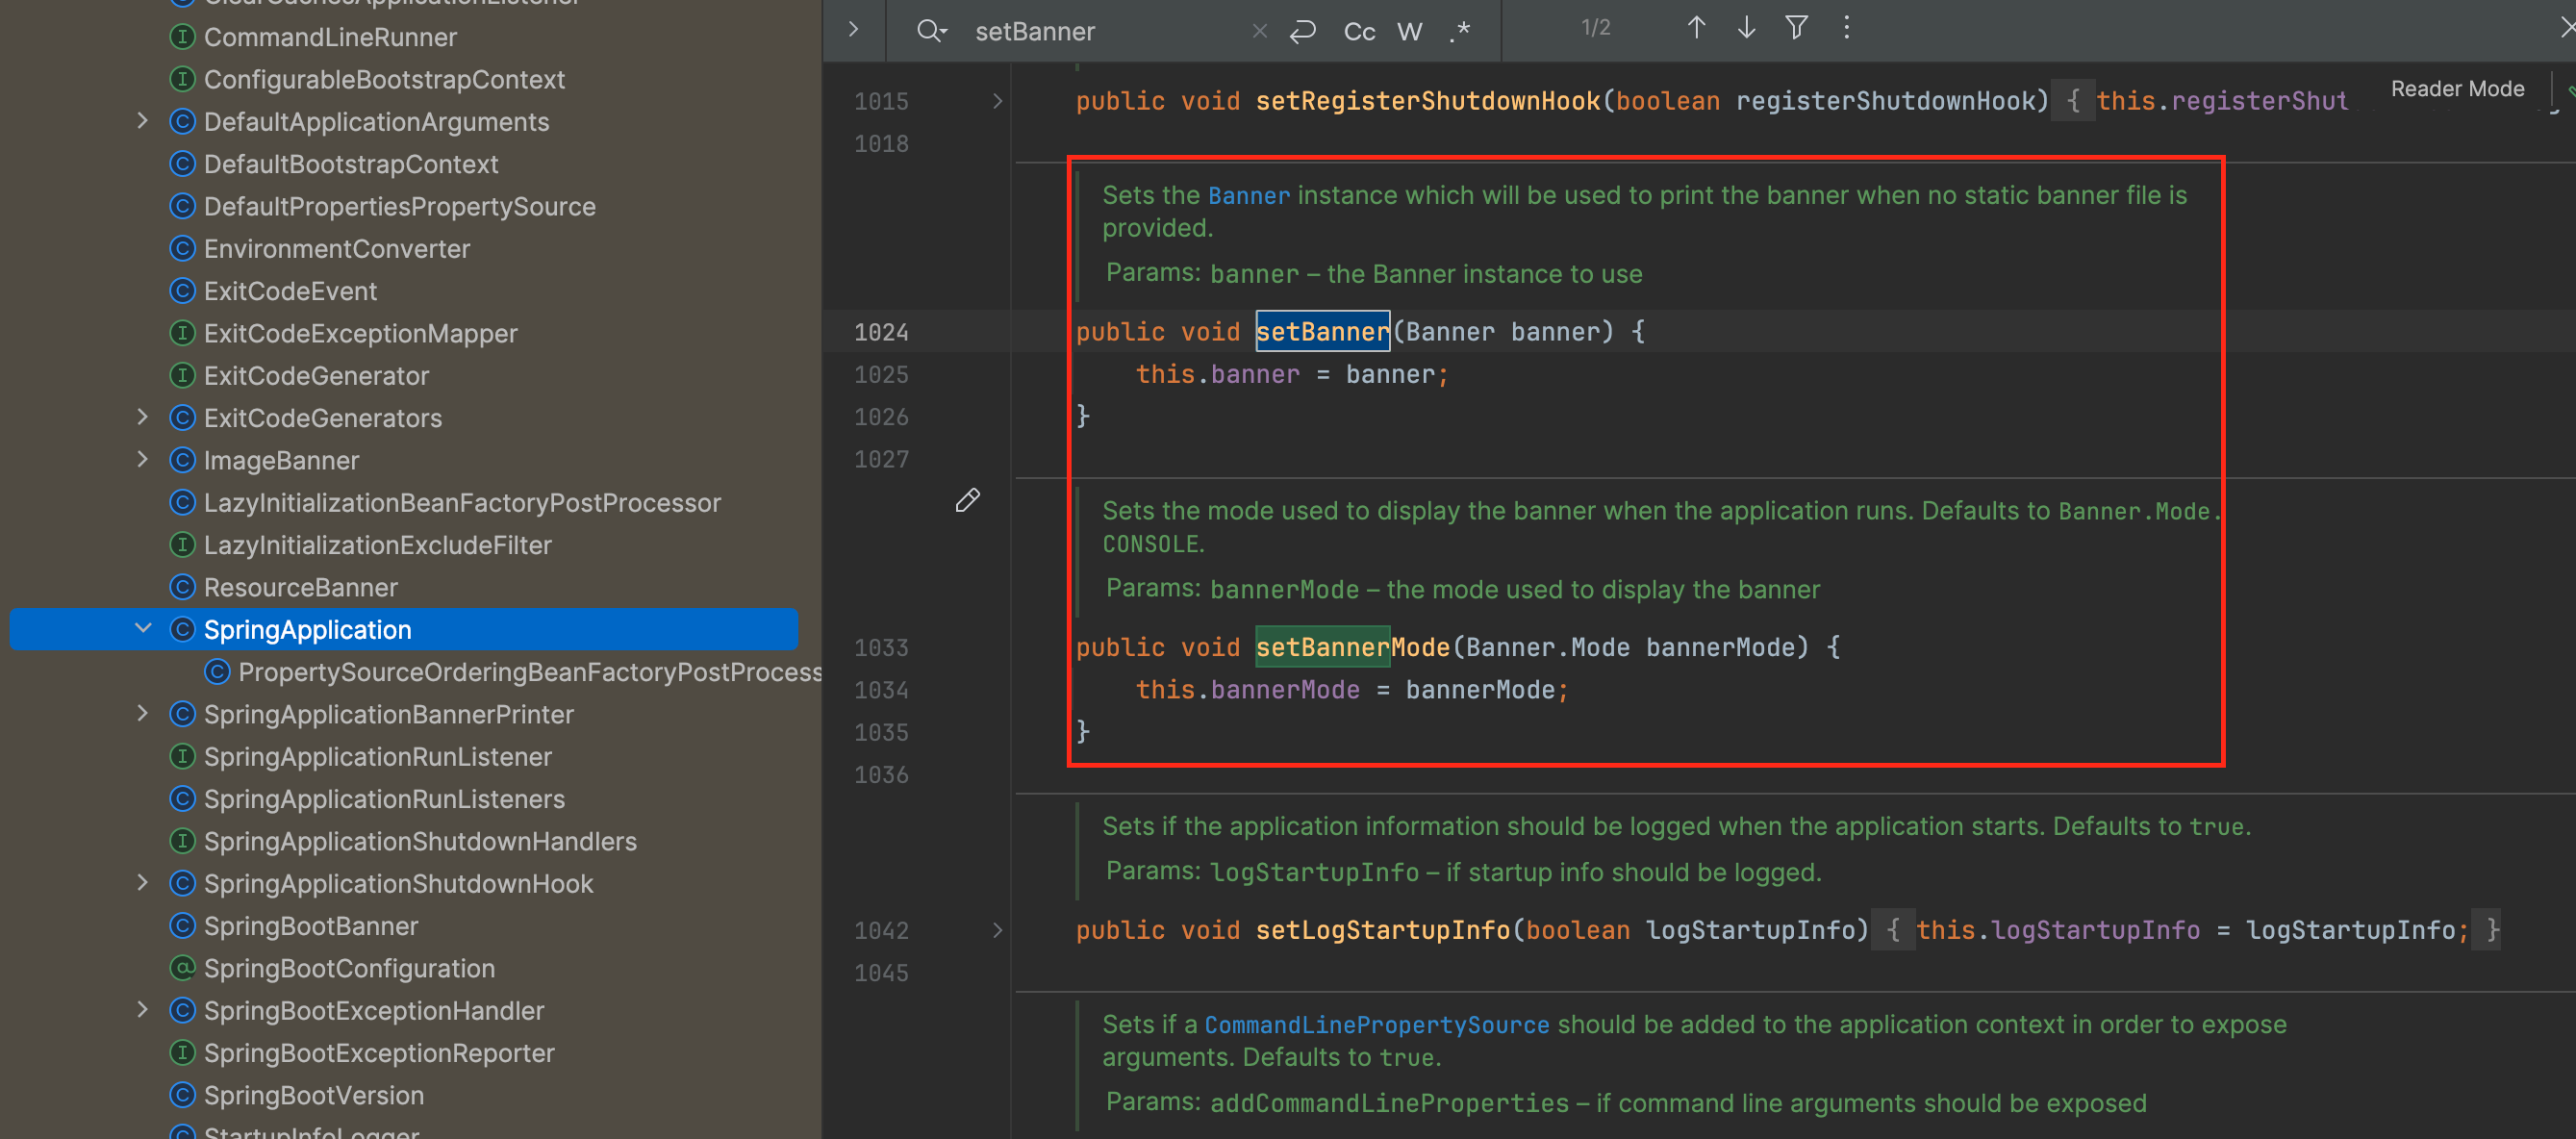 ClearCachesApplicationListener
CommandLineRunner
ConfigurableBootstrapContext
DefaultApplicationArguments
DefaultBootstrapContext
DefaultPropertiesPropertySource
EnvironmentConverter
ExitCodeEvent
ExitCodeExceptionMapper
ExitCodeGenerator
ExitCodeGenerators
ImageBanner
LazyInitializationBeanFactoryPostProcessor
LazyInitializationExcludeFilter
ResourceBanner
SpringApplication
PropertySourceOrderingBeanFactoryPostProcess
SpringApplicationBannerPrinter
SpringApplicationRunListener
SpringApplicationRunListeners
SpringApplicationShutdownHandlers
SpringApplicationShutdownHook
SpringBootBanner
SpringBootConfiguration
SpringBootExceptionHandler
SpringBootExceptionReporter
SpringBootVersion
StartupInfoLogger
setBanner Cc W .* 1/2
Reader Mode
1015 public void setRegisterShutdownHook(boolean registerShutdownHook) { this.registerShut
1018
Sets the Banner instance which will be used to print the banner when no static banner file is
provided.
Params: banner – the Banner instance to use
1024 public void setBanner(Banner banner) {
1025 this.banner = banner;
1026 }
1027
Sets the mode used to display the banner when the application runs. Defaults to Banner.Mode.
CONSOLE.
Params: bannerMode – the mode used to display the banner
1033 public void setBannerMode(Banner.Mode bannerMode) {
1034 this.bannerMode = bannerMode;
1035 }
1036
Sets if the application information should be logged when the application starts. Defaults to true.
Params: logStartupInfo – if startup info should be logged.
1042 public void setLogStartupInfo(boolean logStartupInfo) { this.logStartupInfo = logStartupInfo; }
1045
Sets if a CommandLinePropertySource should be added to the application context in order to expose
arguments. Defaults to true.
Params: addCommandLineProperties – if command line arguments should be exposed